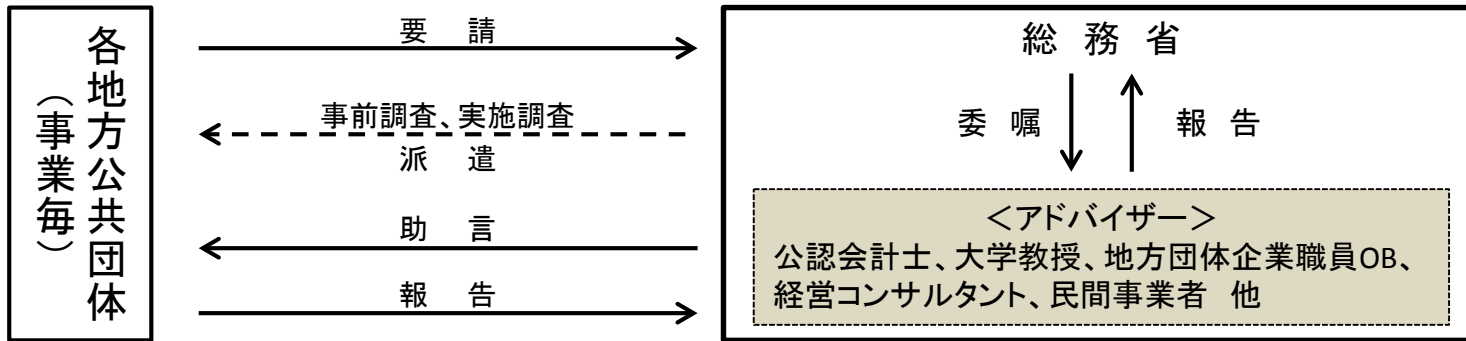 各地方公共団体
（事業毎）
要　請
事前調査、実施調査
派　遣
助　言
報　告
総 務 省
委 嘱
報 告
＜アドバイザー＞
公認会計士、大学教授、地方団体企業職員OB、
経営コンサルタント、民間事業者　他